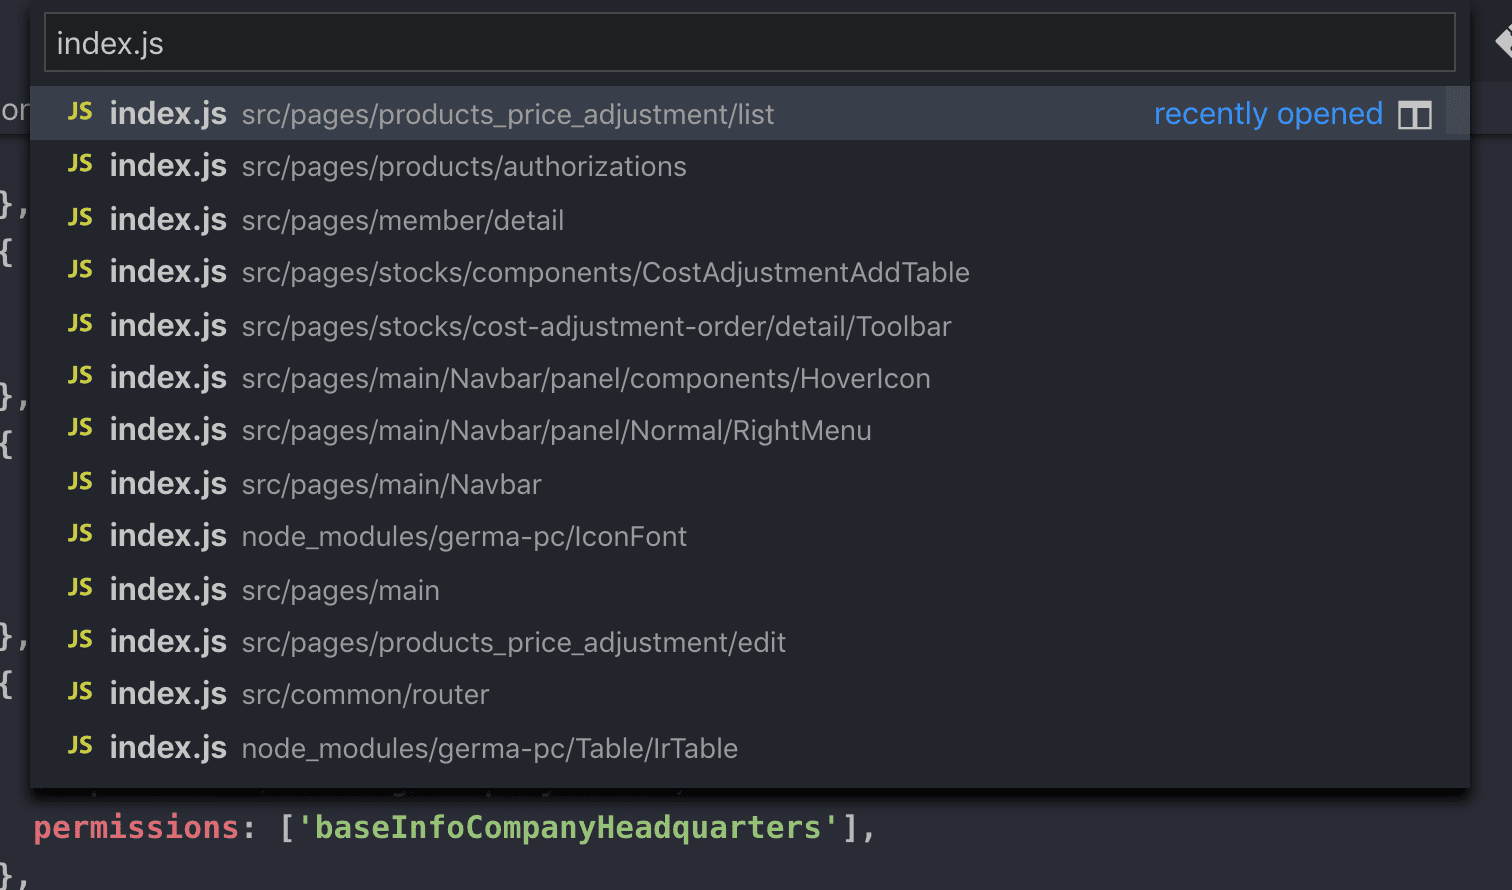 index.js
or
JS index.js src/pages/products_price_adjustment/list recently opened
JS index.js src/pages/products/authorizations
},
JS index.js src/pages/member/detail
{
JS index.js src/pages/stocks/components/CostAdjustmentAddTable
JS index.js src/pages/stocks/cost-adjustment-order/detail/Toolbar
JS index.js src/pages/main/Navbar/panel/components/HoverIcon
},
JS index.js src/pages/main/Navbar/panel/Normal/RightMenu
{
JS index.js src/pages/main/Navbar
JS index.js node_modules/germa-pc/IconFont
JS index.js src/pages/main
},
JS index.js src/pages/products_price_adjustment/edit
{
JS index.js src/common/router
JS index.js node_modules/germa-pc/Table/IrTable
permissions: ['baseInfoCompanyHeadquarters'],
},